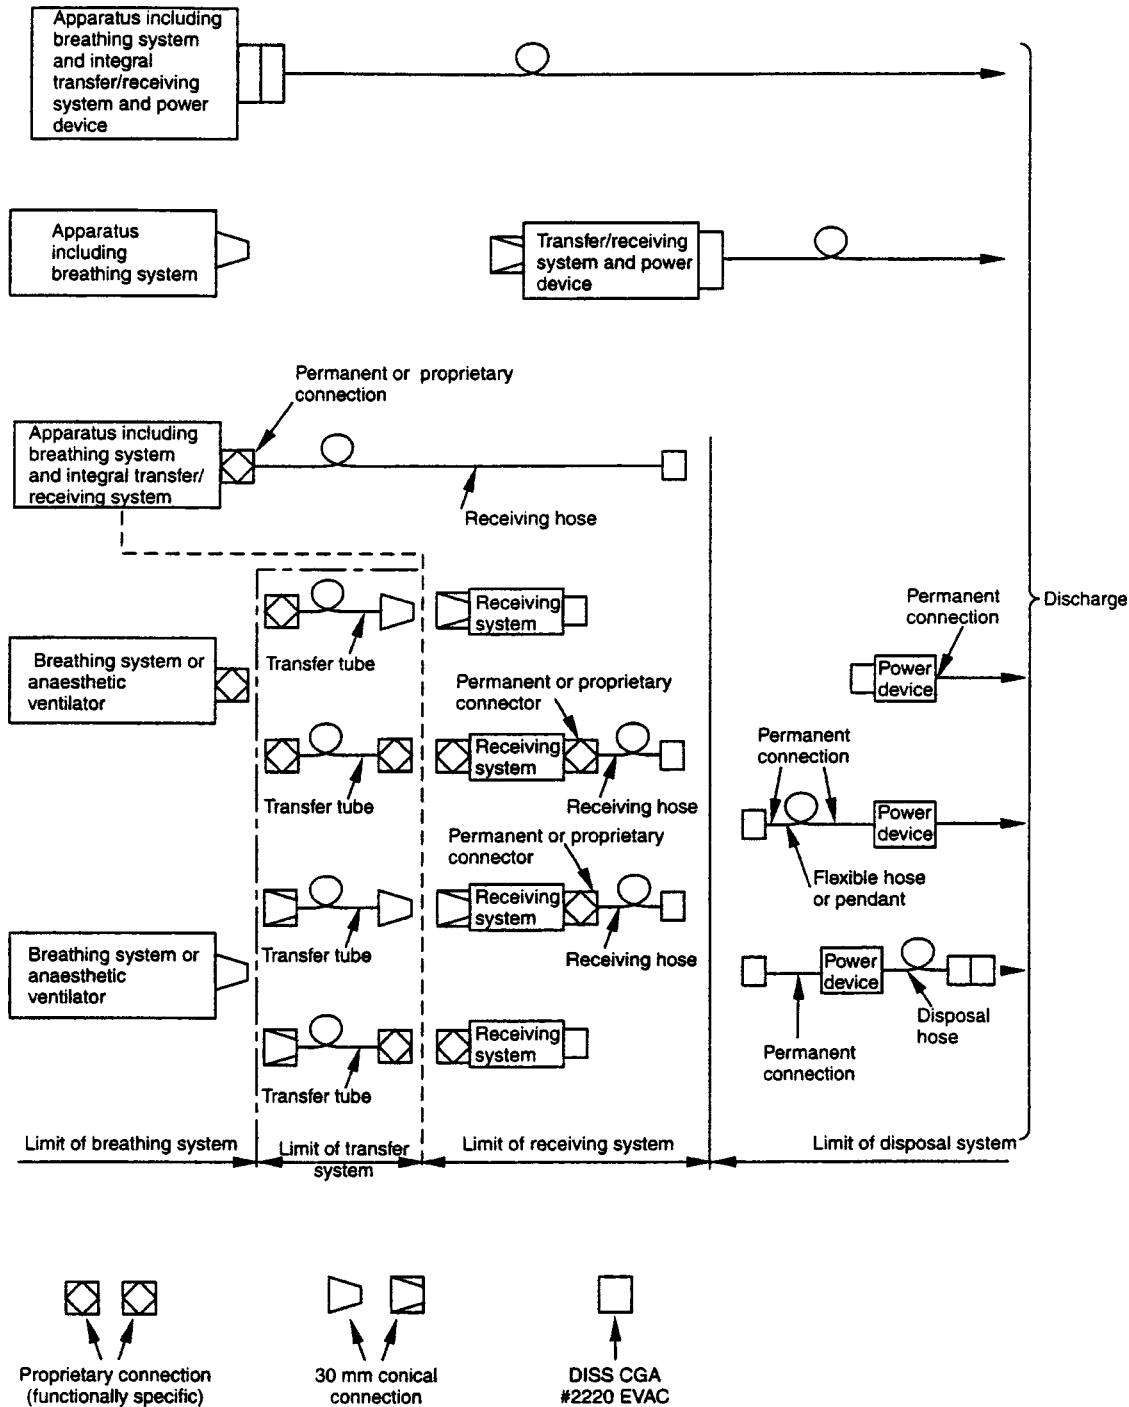 Apparatus including
breathing system
and integral
transfer/receiving
system and power
device
Apparatus
including
breathing system
Transfer/receiving
system and power
device
Permanent or proprietary
connection
Apparatus including
breathing system
and integral transfer/
receiving system
Receiving hose
Discharge
Transfer tube
Receiving
system
Permanent
connection
Breathing system or
anaesthetic
ventilator
Power
device
Permanent or proprietary
connector
Transfer tube
Receiving
system
Receiving hose
Permanent
connection
Power
device
Flexible hose
or pendant
Permanent or proprietary
connector
Transfer tube
Receiving
system
Receiving hose
Breathing system or
anaesthetic
ventilator
Power
device
Disposal
hose
Permanent
connection
Transfer tube
Receiving
system
Limit of breathing system
Limit of transfer
system
Limit of receiving system
Limit of disposal system
Proprietary connection
(functionally specific)
30 mm conical
connection
DISS CGA
#2220 EVAC